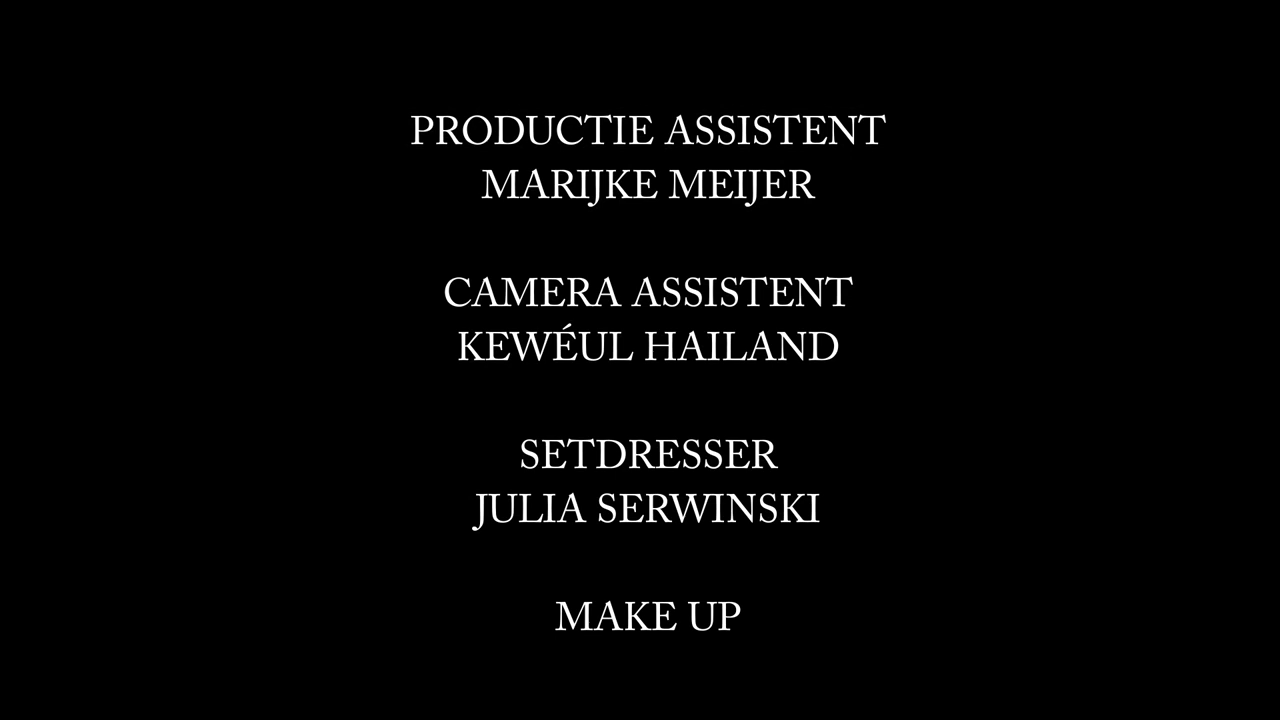 PRODUCTIE ASSISTENT
MARIJKE MEIJER
CAMERA ASSISTENT
KEWÉUL HAILAND
SETDRESSER
JULIA SERWINSKI
MAKE UP